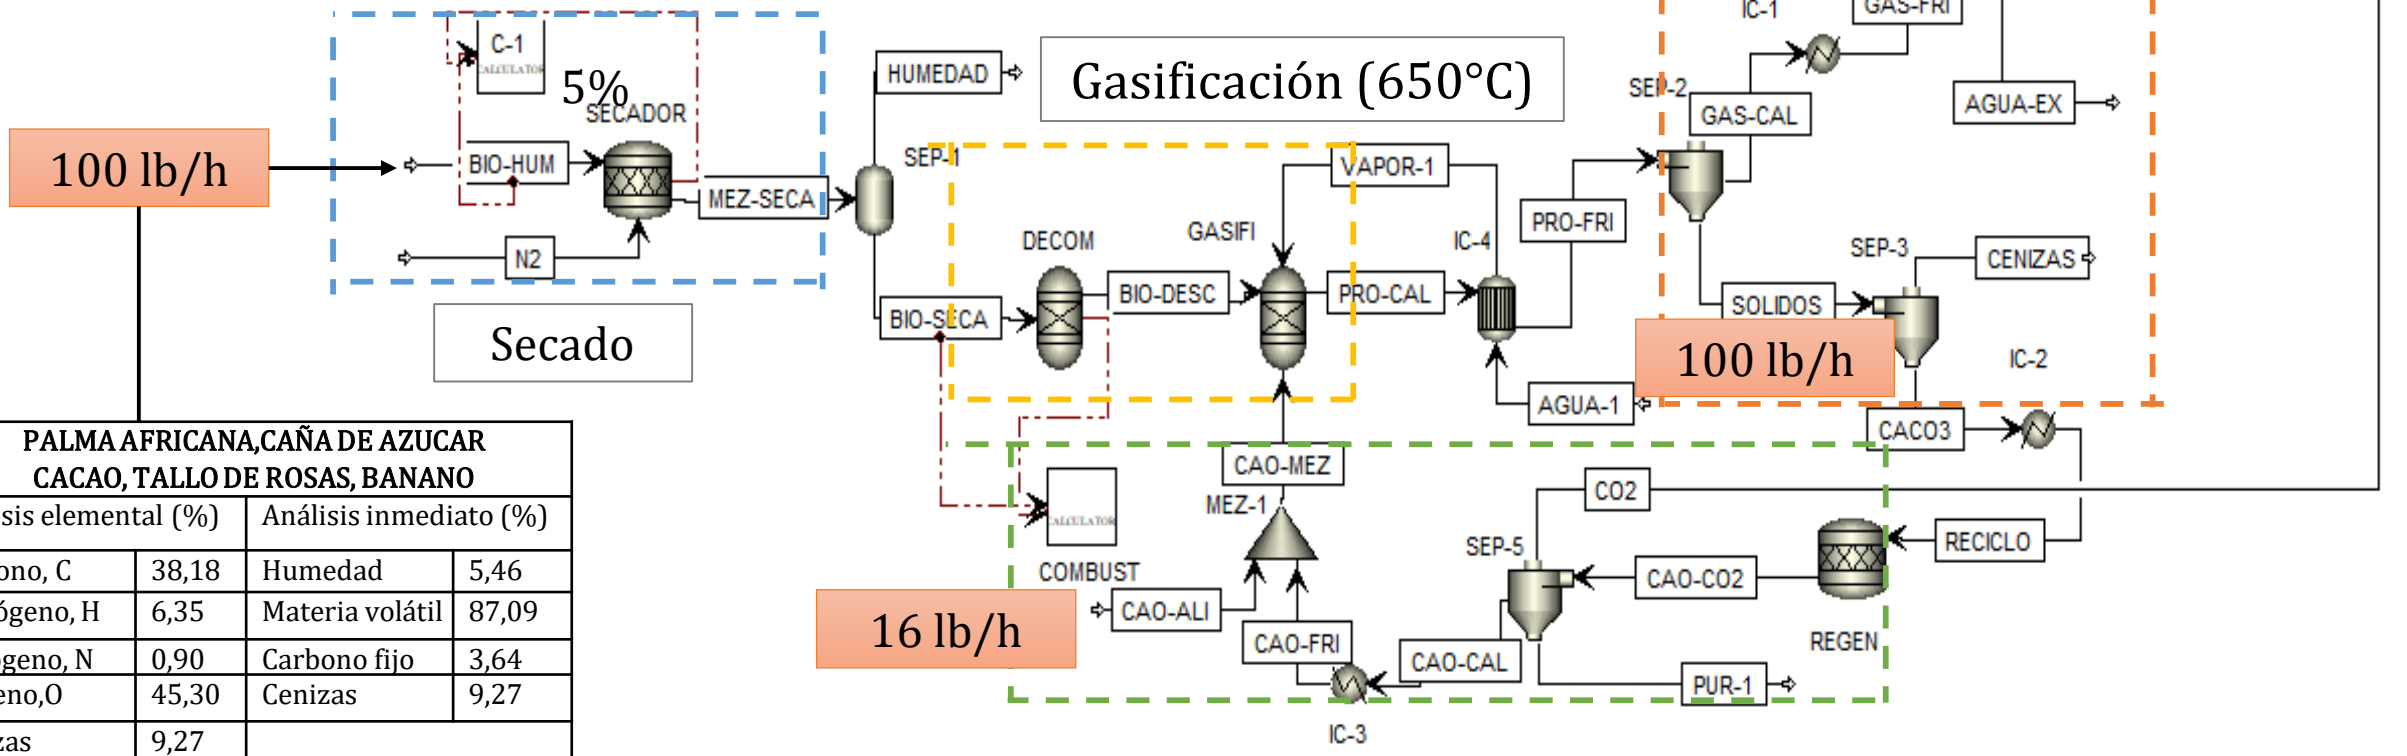 IC-1
GAS-FRI
C-1
CALCULATOR
5%
SECADOR
HUMEDAD
Gasificación (650°C)
SEP-2
GAS-CAL
AGUA-EX
100 lb/h
BIO-HUM
SEP-1
VAPOR-1
MEZ-SECA
N2
DECOM
GASIFI
IC-4
PRO-FRI
SEP-3
CENIZAS
BIO-DESC
PRO-CAL
BIO-SECA
SOLIDOS
Secado
100 lb/h
IC-2
AGUA-1
CACO3
PALMA AFRICANA,CAÑA DE AZUCAR
CACAO, TALLO DE ROSAS, BANANO
sis elemental (%) Análisis inmediato (%)
ono, C 38,18 Humedad 5,46
ógeno, H 6,35 Materia volátil 87,09
ógeno, N 0,90 Carbono fijo 3,64
eno,O 45,30 Cenizas 9,27
zas 9,27
CAO-MEZ
MEZ-1
CALCULATOR
COMBUST
CO2
SEP-5
RECICLO
CAO-CO2
CAO-ALI
16 lb/h
CAO-FRI
CAO-CAL
REGEN
PUR-1
IC-3